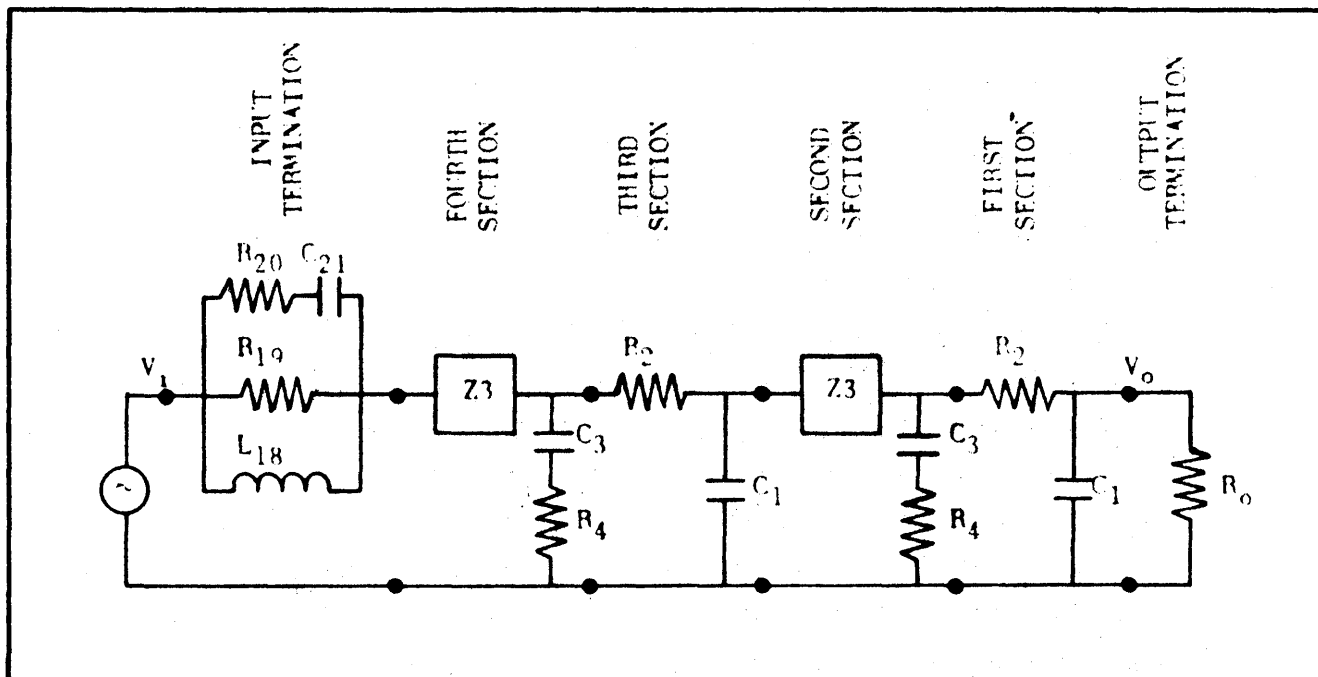 INPUT
TERMINATION
FOURTH
SECTION
THIRD
SECTION
SECOND
SECTION
FIRST
SECTION
OUTPUT
TERMINATION
R20 C21
R19
L18
V1
Z3
C3
R4
R2
C1
Z3
C3
R4
R2
C1
Vo
Ro